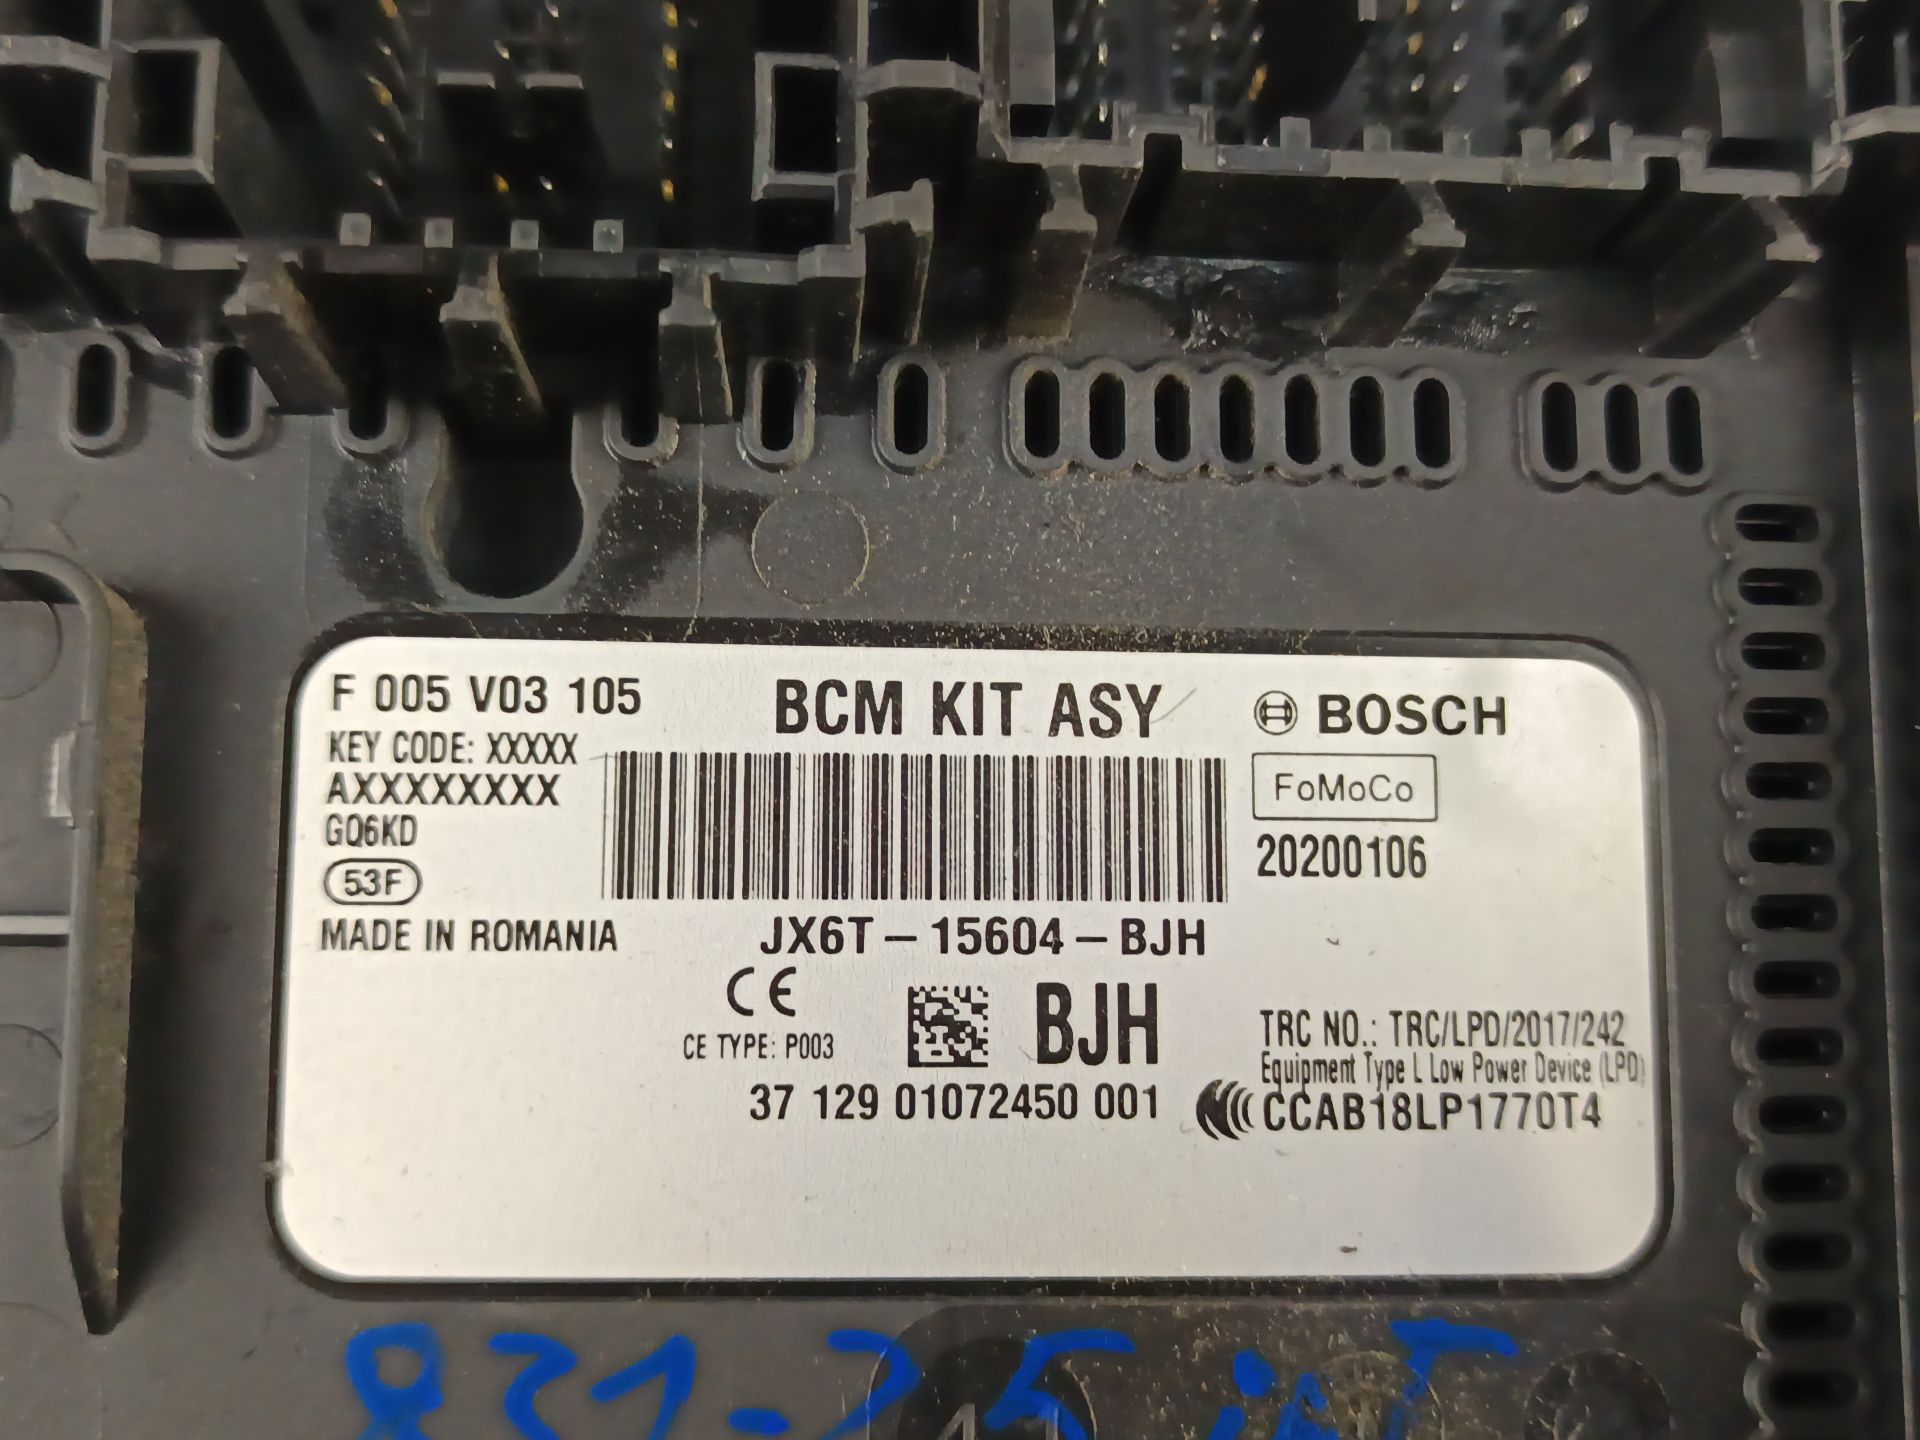 F 005 V03 105
BCM KIT ASY
BOSCH
KEY CODE: XXXXX
AXXXXXXXXX
GQ6KD
53F
MADE IN ROMANIA
FoMoCo
20200106
JX6T-15604-BJH
CE
CE TYPE: P003
BJH
37 129 01072450 001
TRC NO.: TRC/LPD/2017/242
Equipment Type L Low Power Device (LPD)
CCAB18LP1770T4